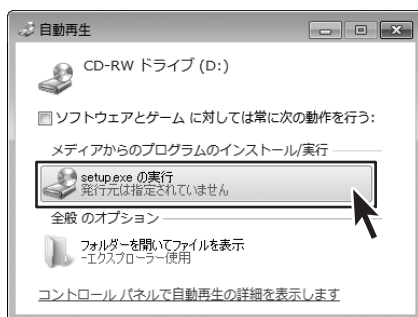 自動再生
CD-RW ドライブ (D:)
ソフトウェアとゲーム に対しては常に次の動作を行う:
メディアからのプログラムのインストール/実行
setup.exe の実行
発行元は指定されていません
全般 のオプション
フォルダーを開いてファイルを表示
-エクスプローラー使用
コントロール パネルで自動再生の詳細を表示します